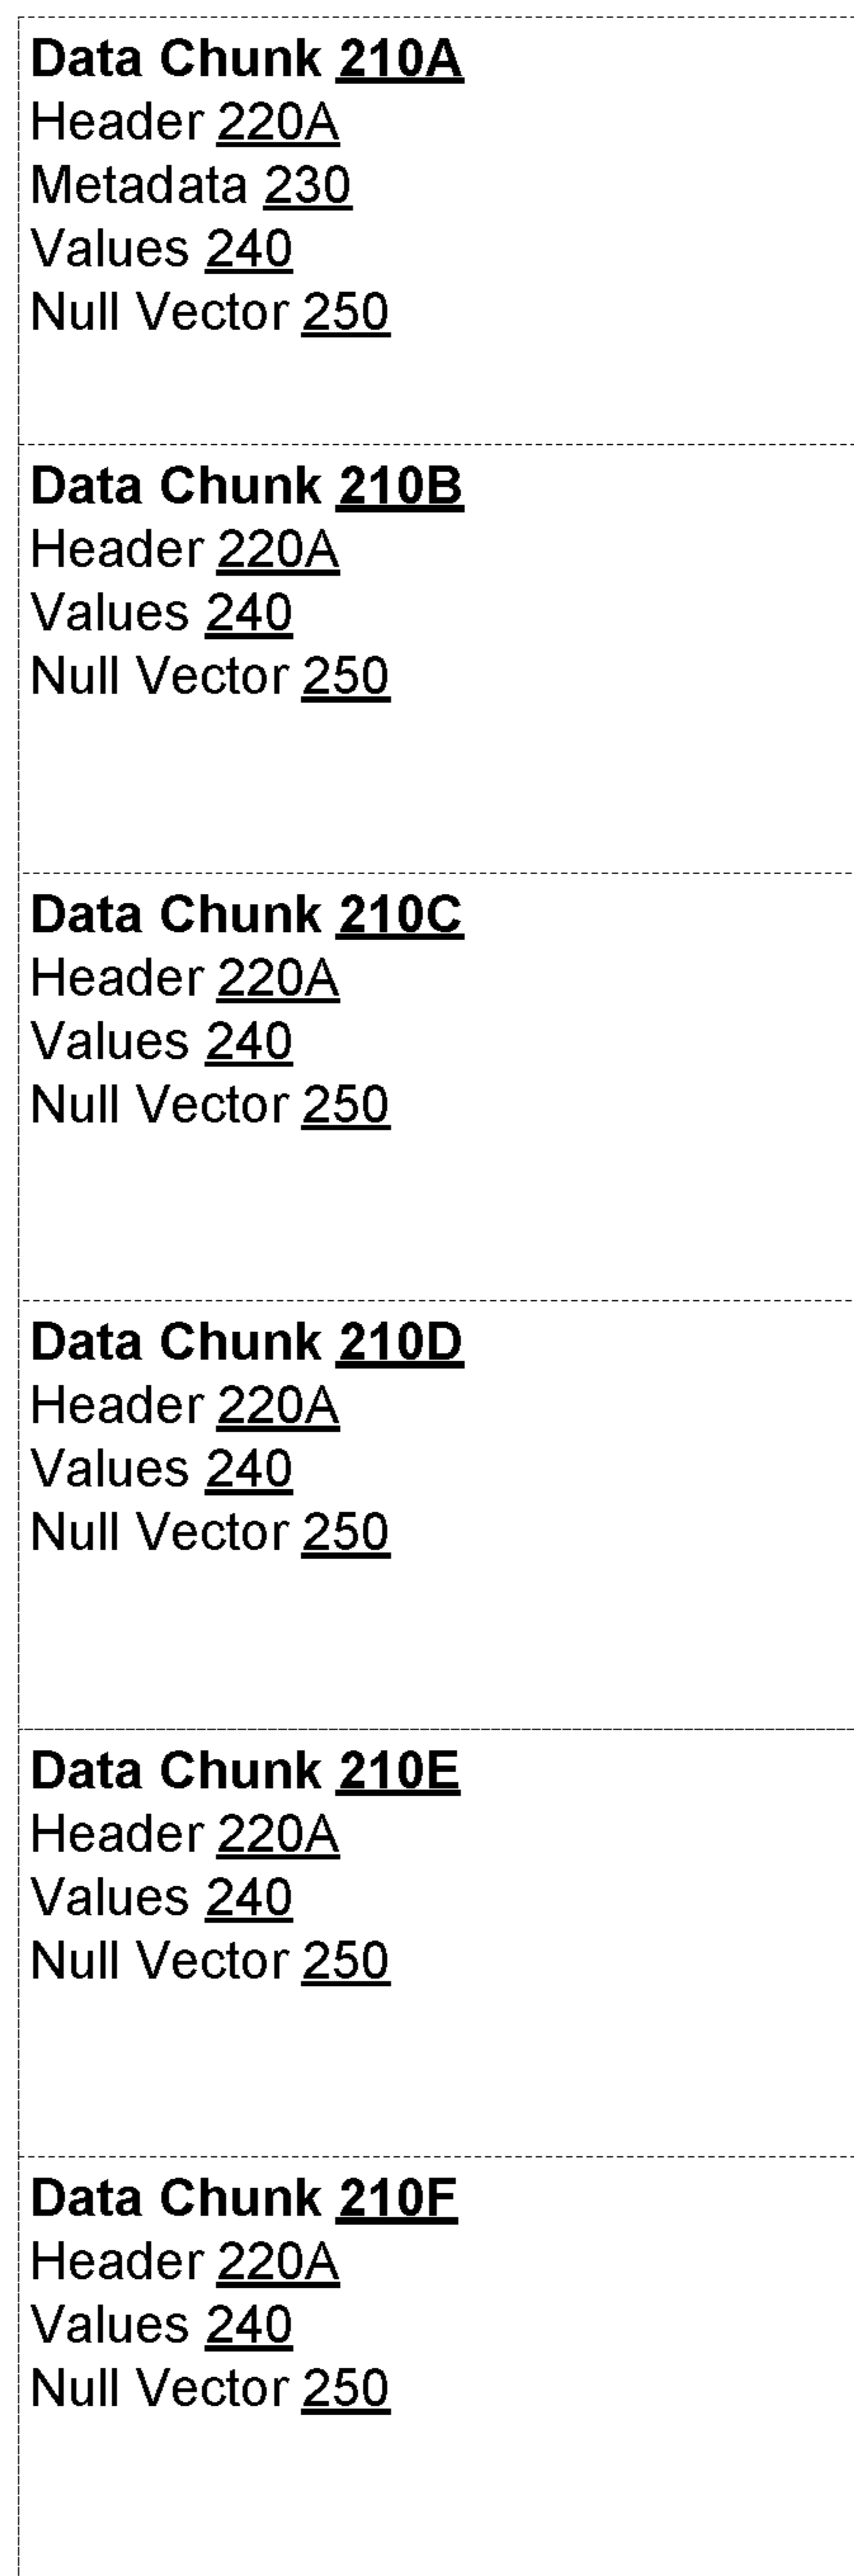 Data Chunk 210A
Header 220A
Metadata 230
Values 240
Null Vector 250
Data Chunk 210B
Header 220A
Values 240
Null Vector 250
Data Chunk 210C
Header 220A
Values 240
Null Vector 250
Data Chunk 210D
Header 220A
Values 240
Null Vector 250
Data Chunk 210E
Header 220A
Values 240
Null Vector 250
Data Chunk 210F
Header 220A
Values 240
Null Vector 250